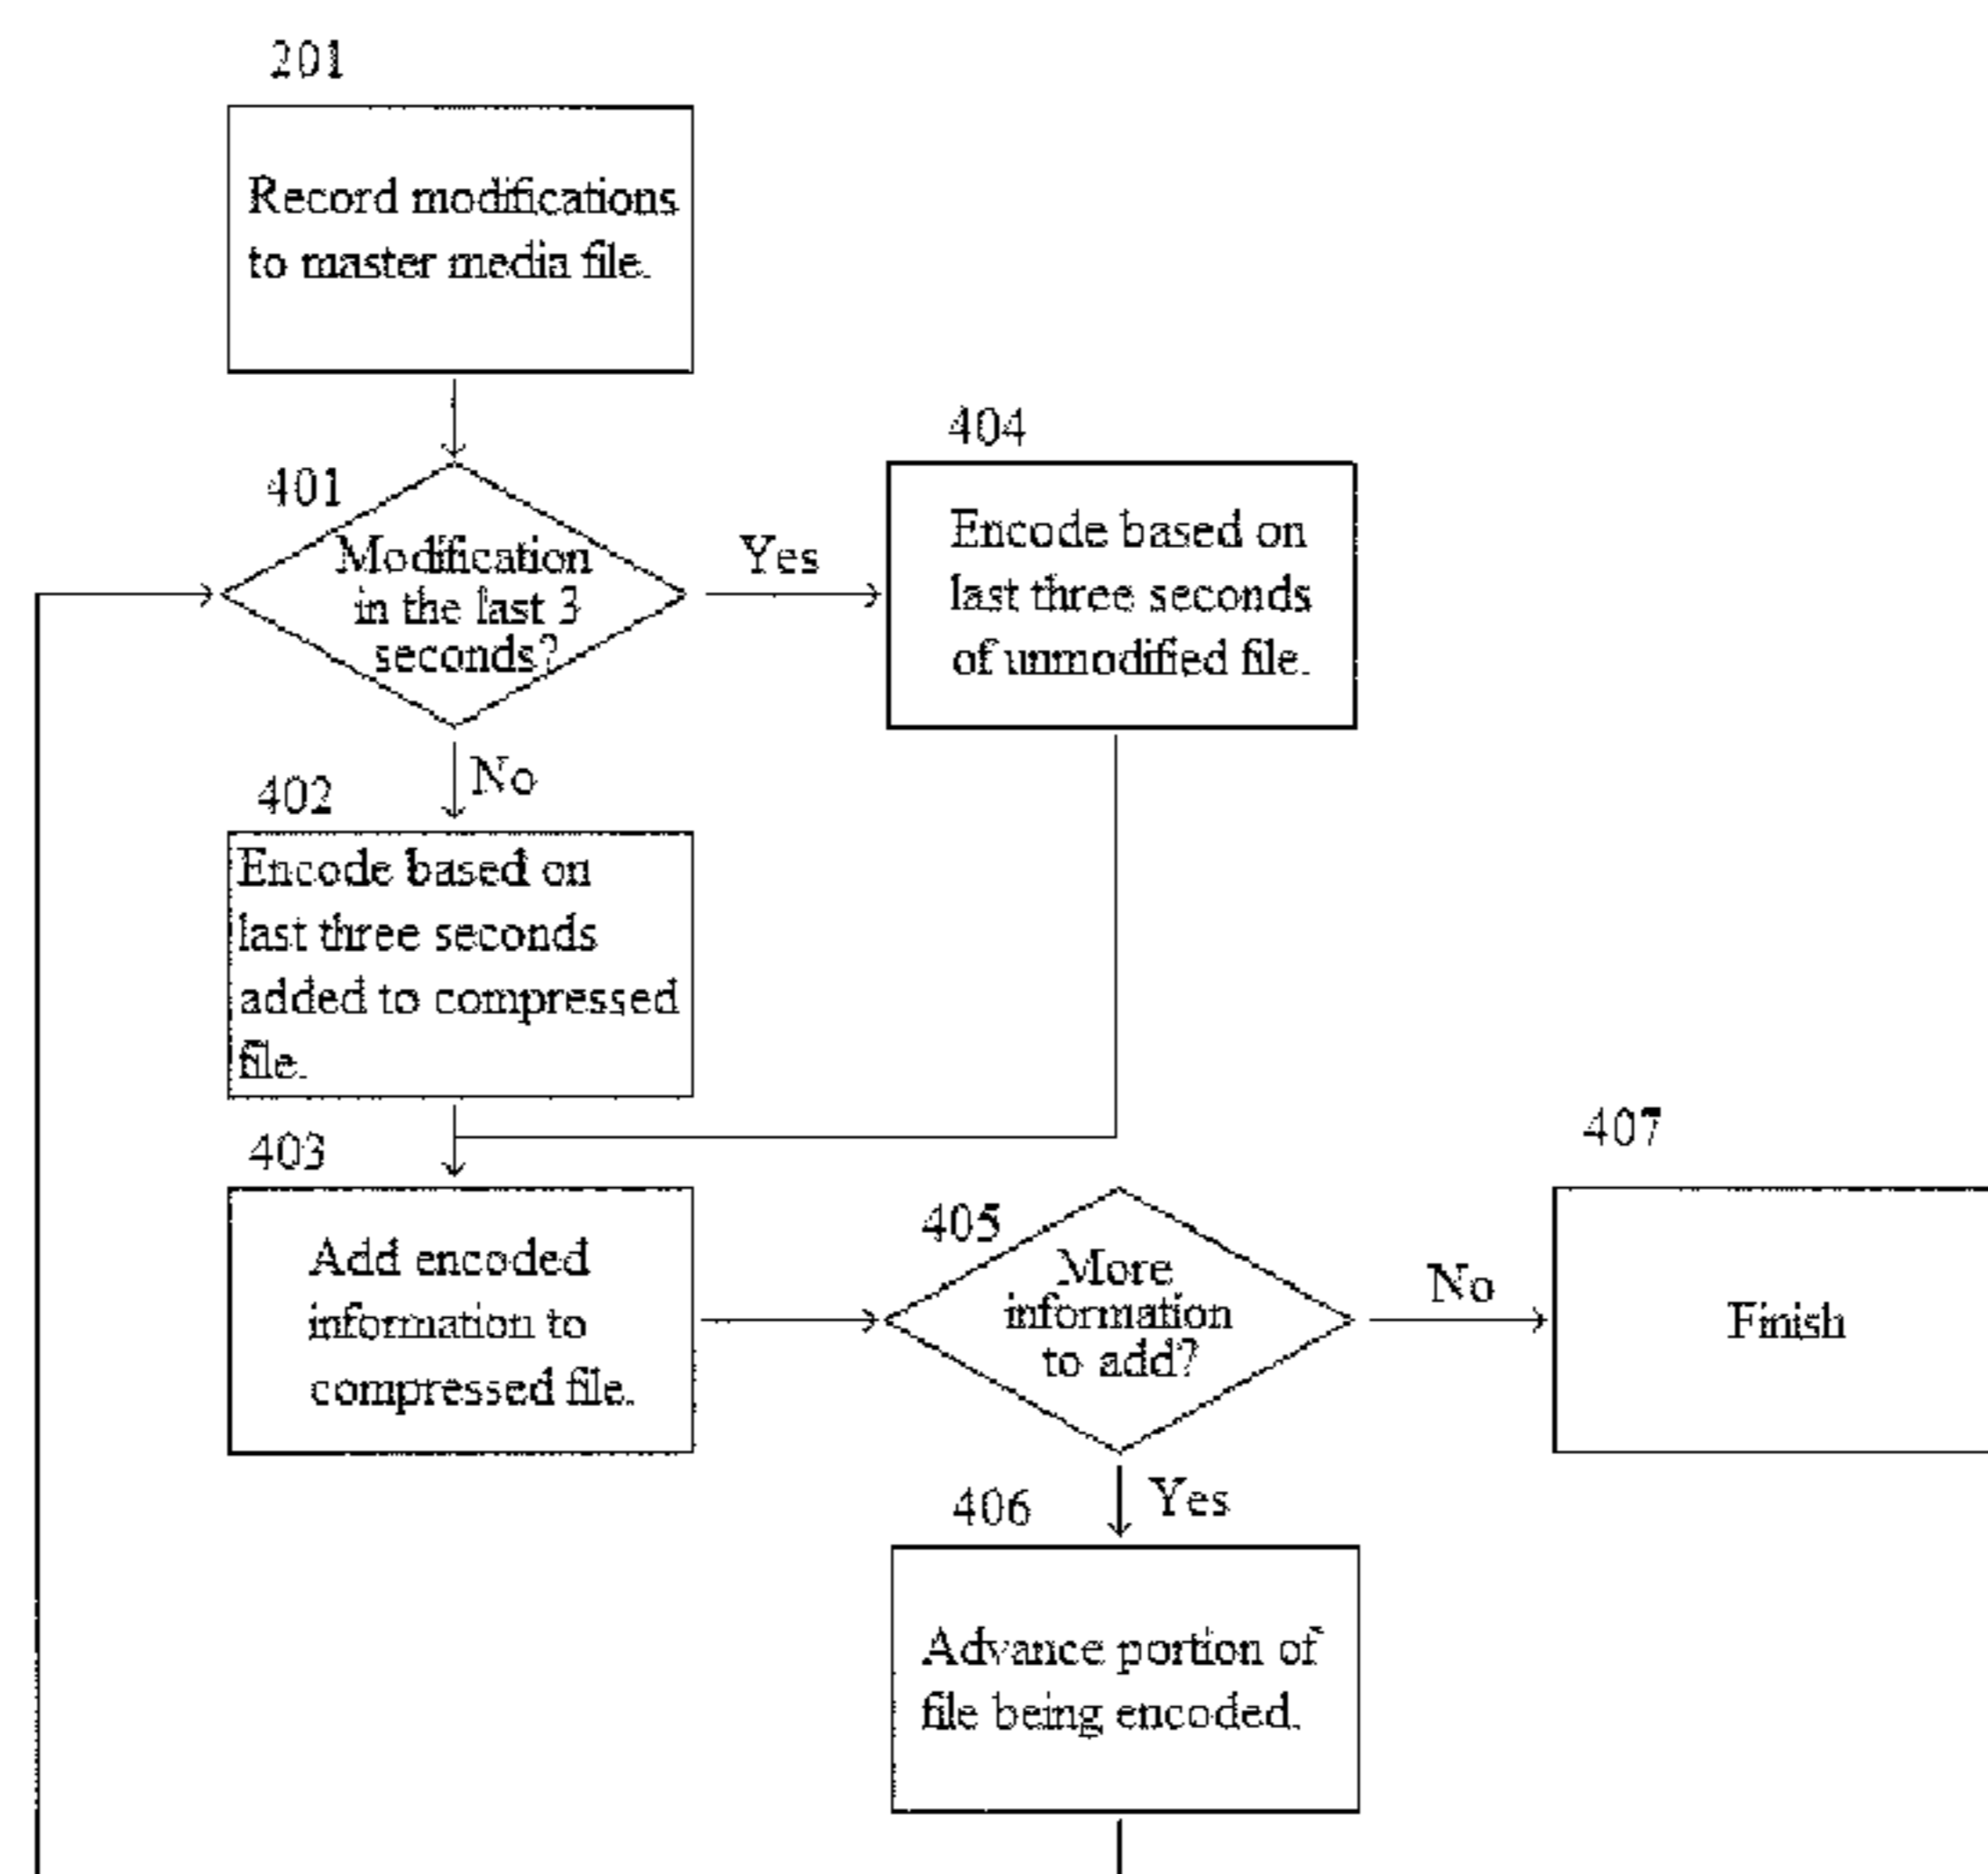 201
Record modifications
to master media file.
401
Modification
in the last 3
seconds?
Yes
404
Encode based on
last three seconds
of unmodified file.
No
402
Encode based on
last three seconds
added to compressed
file.
403
Add encoded
information to
compressed file.
405
More
information
to add?
No
407
Finish
Yes
406
Advance portion of
file being encoded.